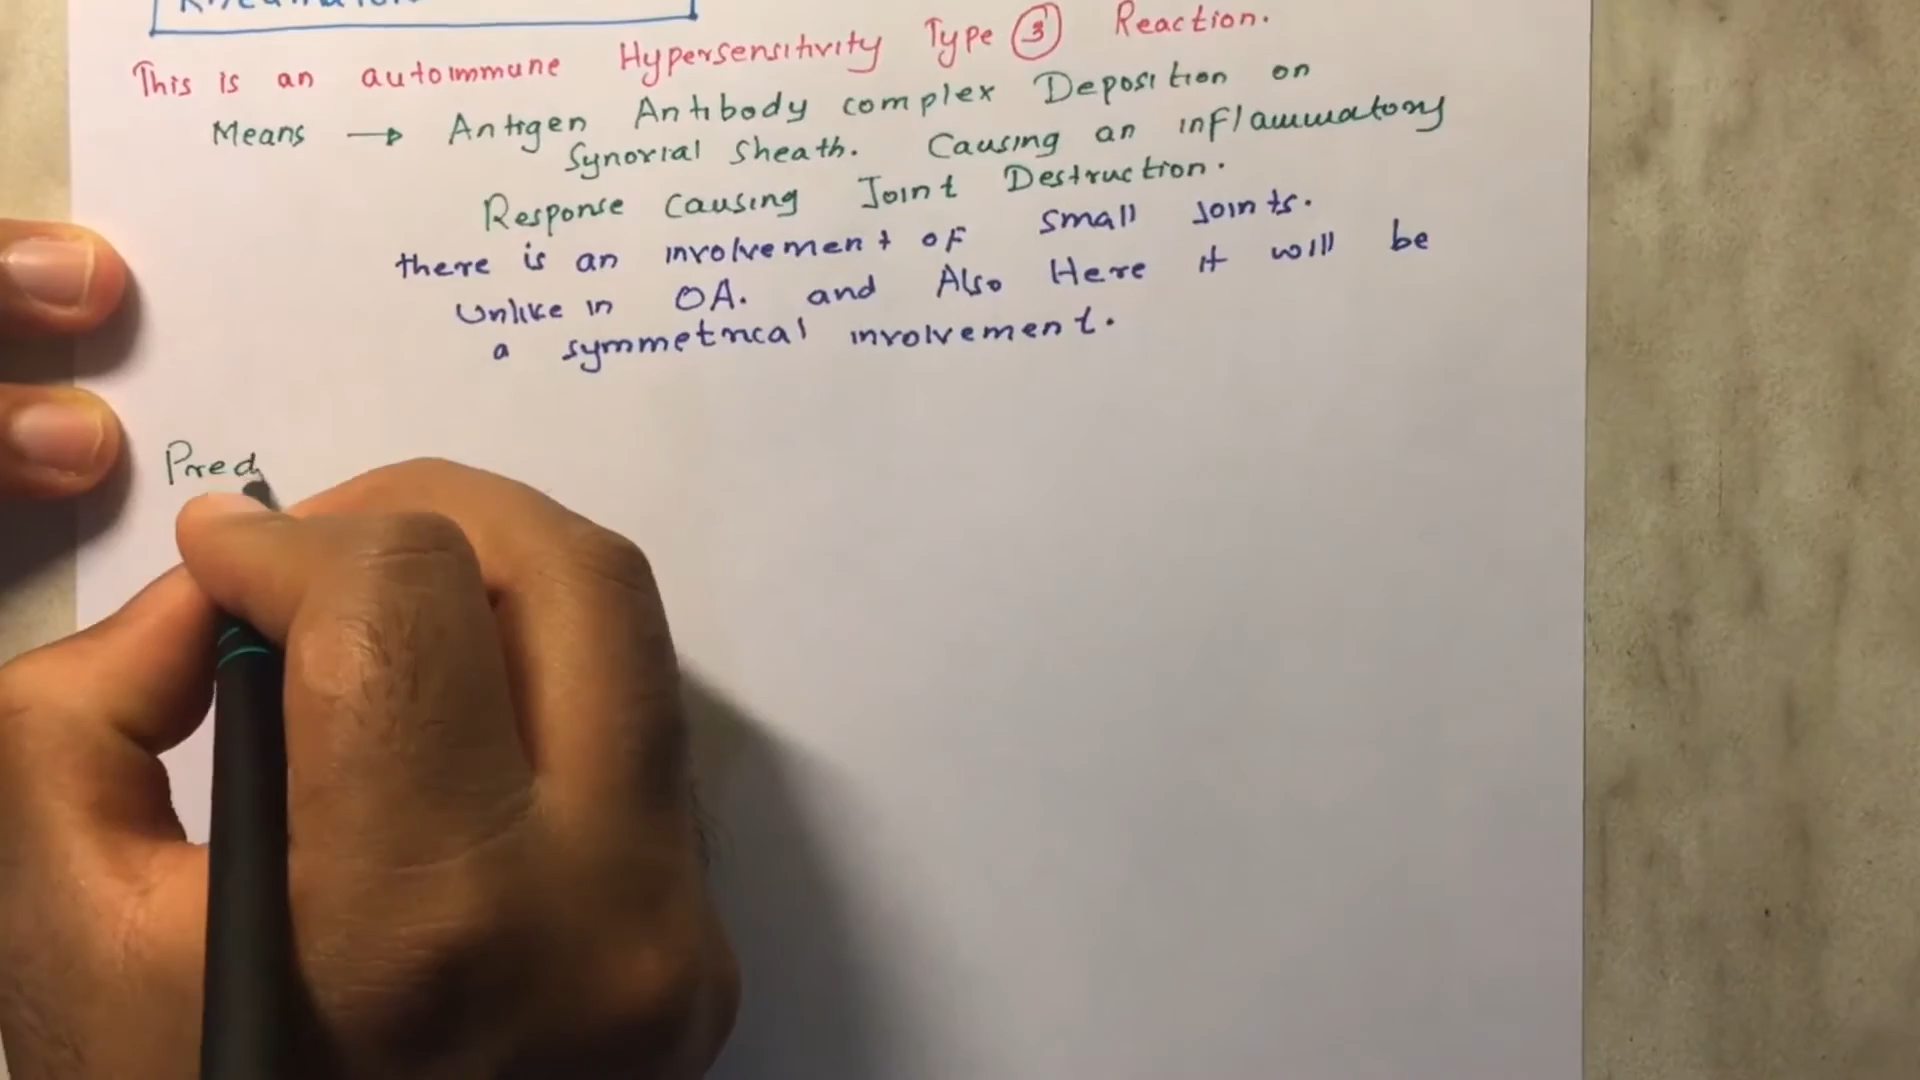 This is an autoimmune Hypersensitivity Type 3 Reaction.
Means → Antigen Antibody complex Deposition on
Synovial Sheath. Causing an inflammatory
Response causing Joint Destruction.
there is an involvement of small joints.
Unlike in OA. and Also Here it will be
a symmetrical involvement.
Pred